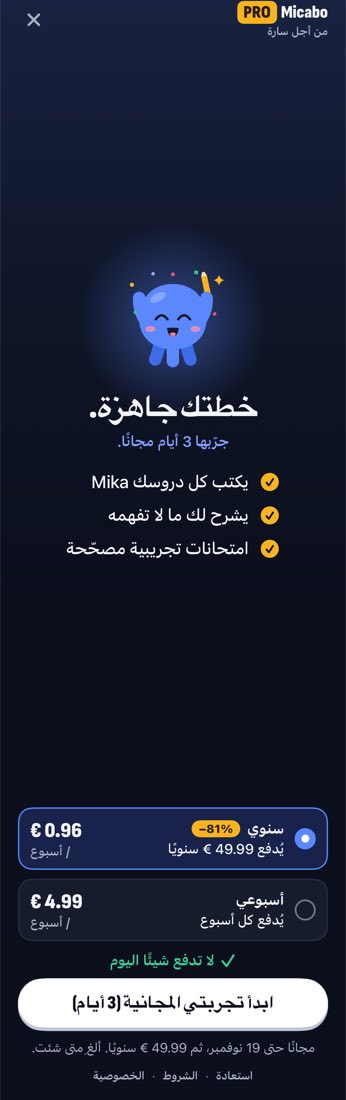 Micabo PRO
من أجل سارة
خطتك جاهزة.
جرّبها 3 أيام مجانًا.
يكتب كل دروسك Mika
يشرح لك ما لا تفهمه
امتحانات تجريبية مصحّحة
سنوي −81%
€ 0.96
يُدفع 49.99 € سنويًا
/ أسبوع
أسبوعي
€ 4.99
يُدفع كل أسبوع
/ أسبوع
لا تدفع شيئًا اليوم
ابدأ تجربتي المجانية (3 أيام)
مجانًا حتى 19 نوفمبر، ثم 49.99 € سنويًا. ألغِ متى شئت.
استعادة · الشروط · الخصوصية